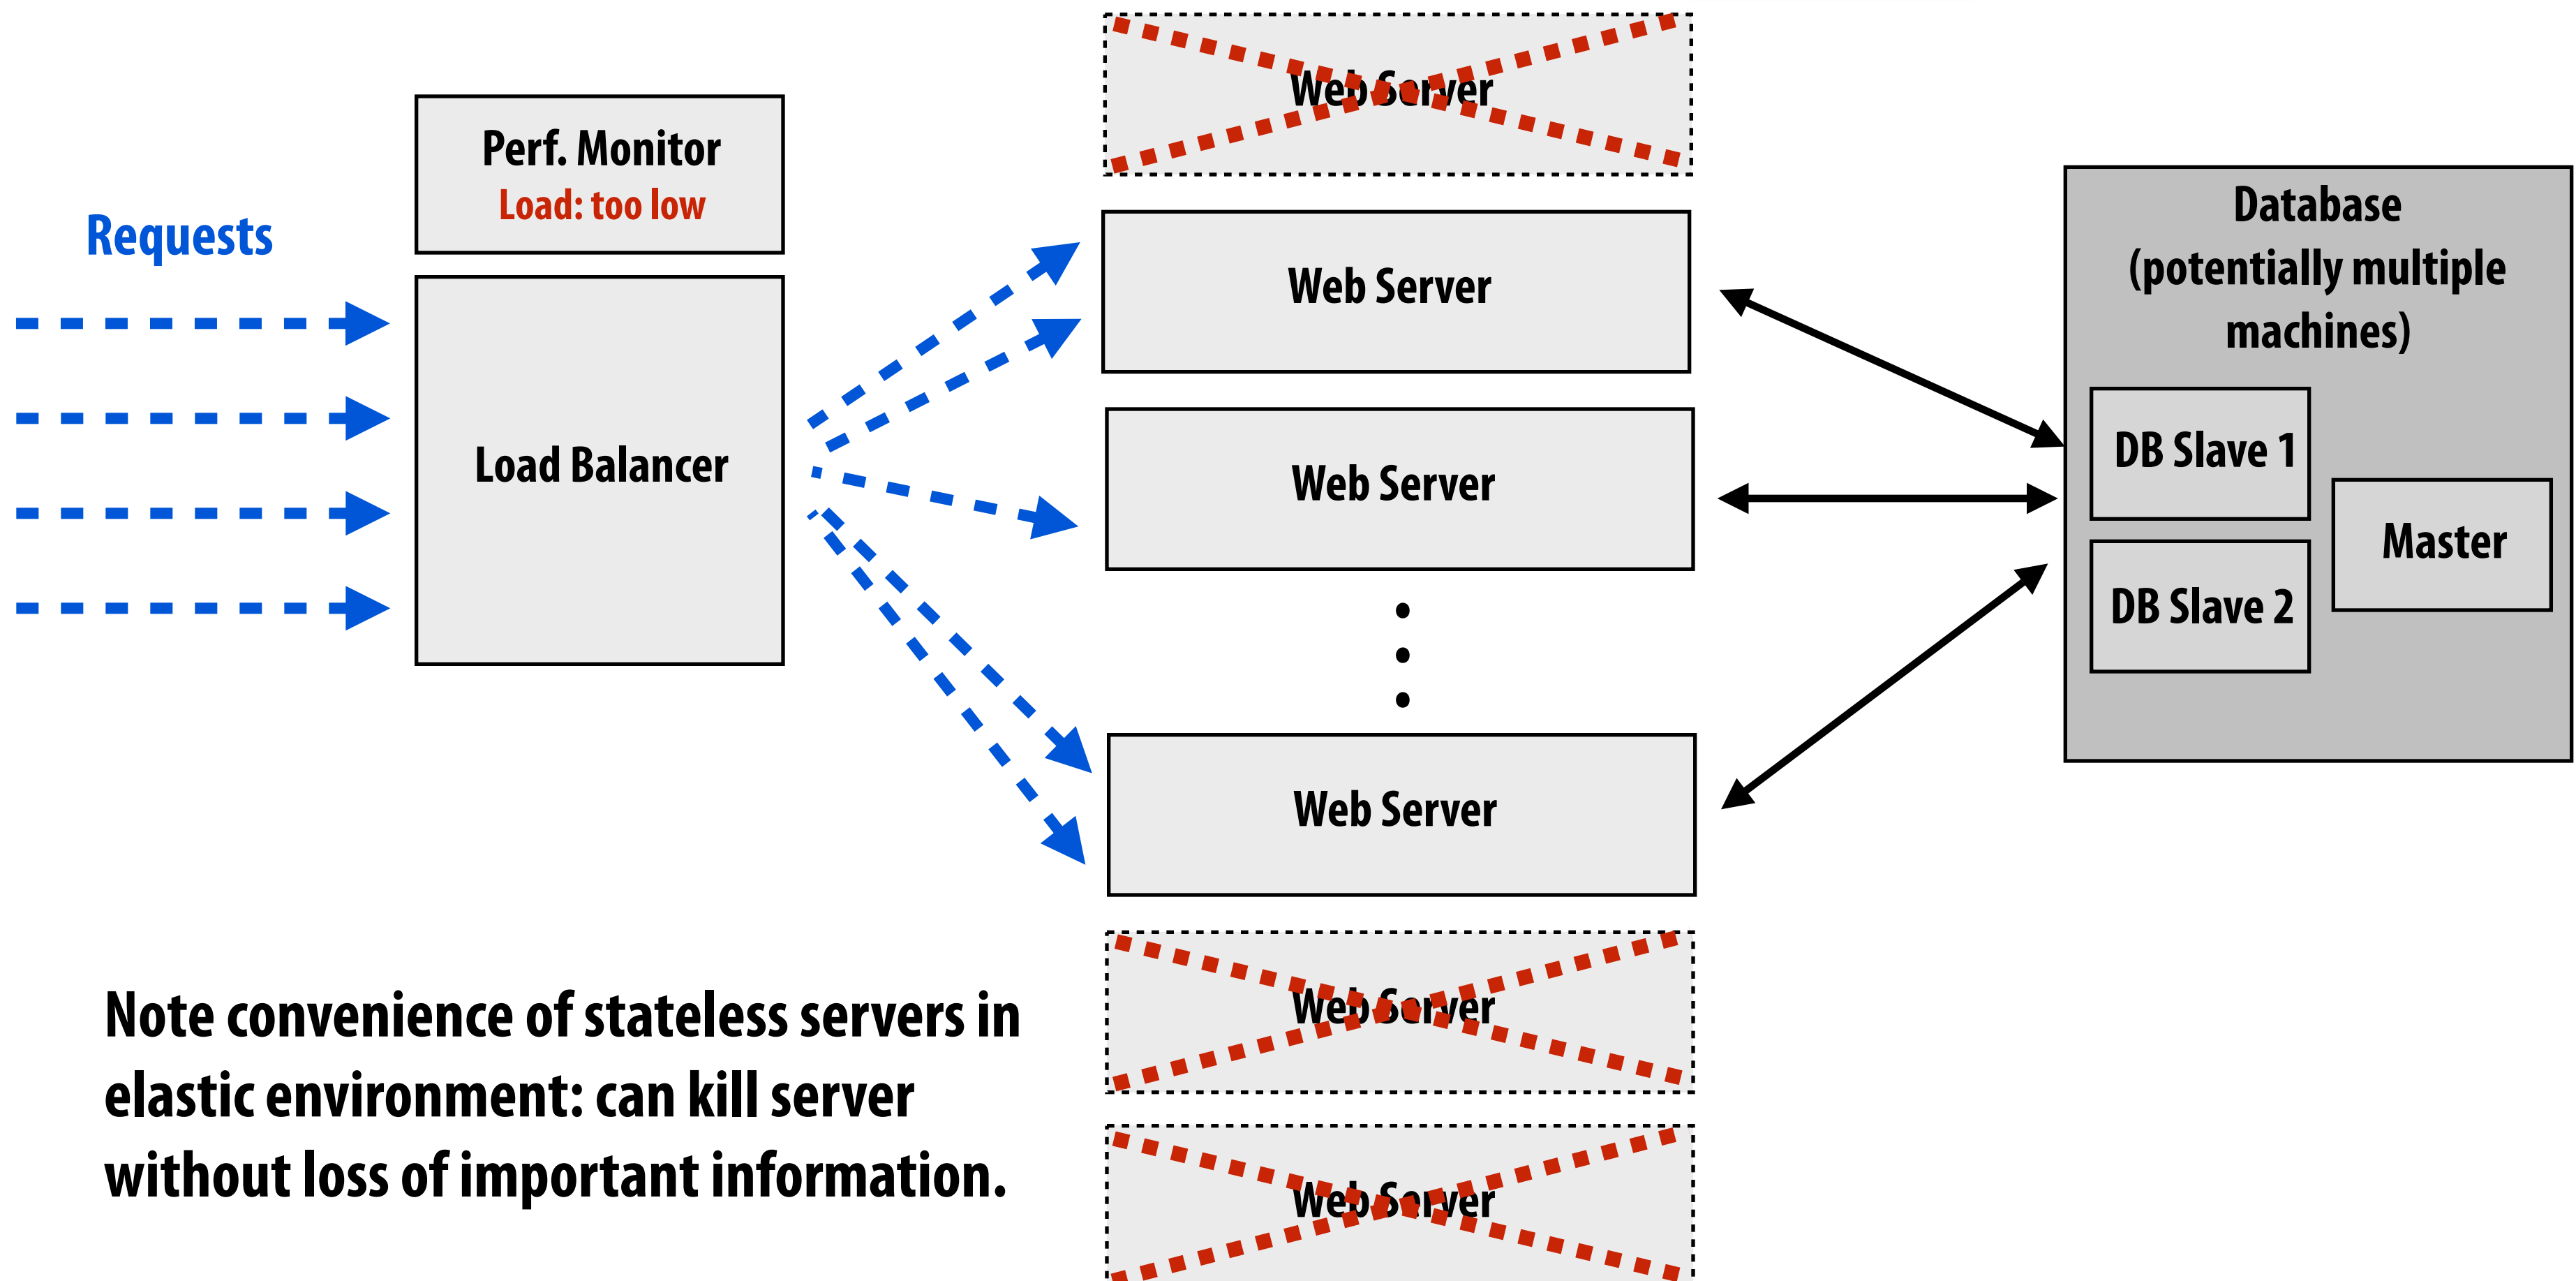 Web Server
Perf. Monitor
Load: too low
Requests
Load Balancer
Web Server
Web Server
Web Server
Web Server
Web Server
Database
(potentially multiple
machines)
DB Slave 1
DB Slave 2
Master
Note convenience of stateless servers in
elastic environment: can kill server
without loss of important information.